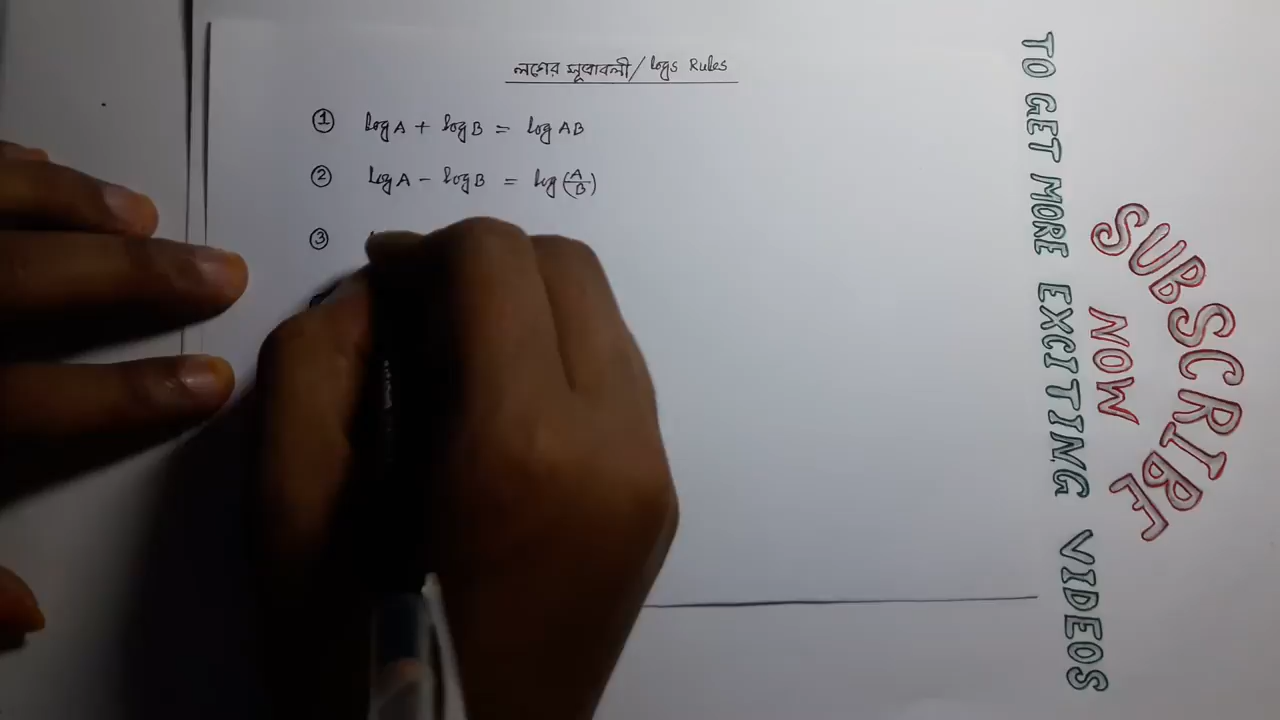 লগের সূত্রাবলী/ logs Rules
① log A + log B = log AB
② log A - log B = log (A/B)
③
TO GET MORE EXCITING VIDEOS
SUBSCRIBE
NOW